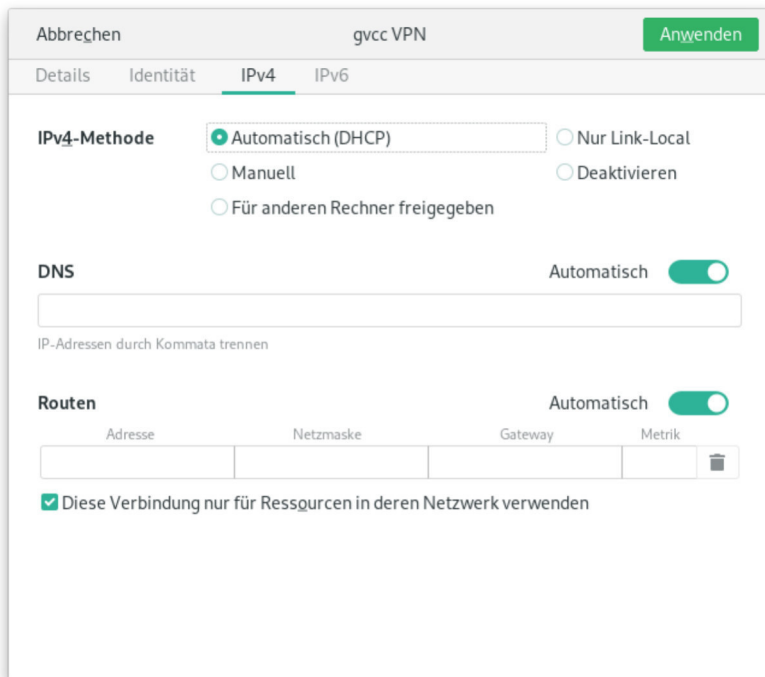 Abbrechen gvcc VPN Anwenden
Details Identität IPv4 IPv6
IPv4-Methode Automatisch (DHCP) Nur Link-Local
Manuell Deaktivieren
Für anderen Rechner freigegeben
DNS Automatisch
IP-Adressen durch Kommata trennen
Routen Automatisch
Adresse Netzmaske Gateway Metrik
Diese Verbindung nur für Ressourcen in deren Netzwerk verwenden